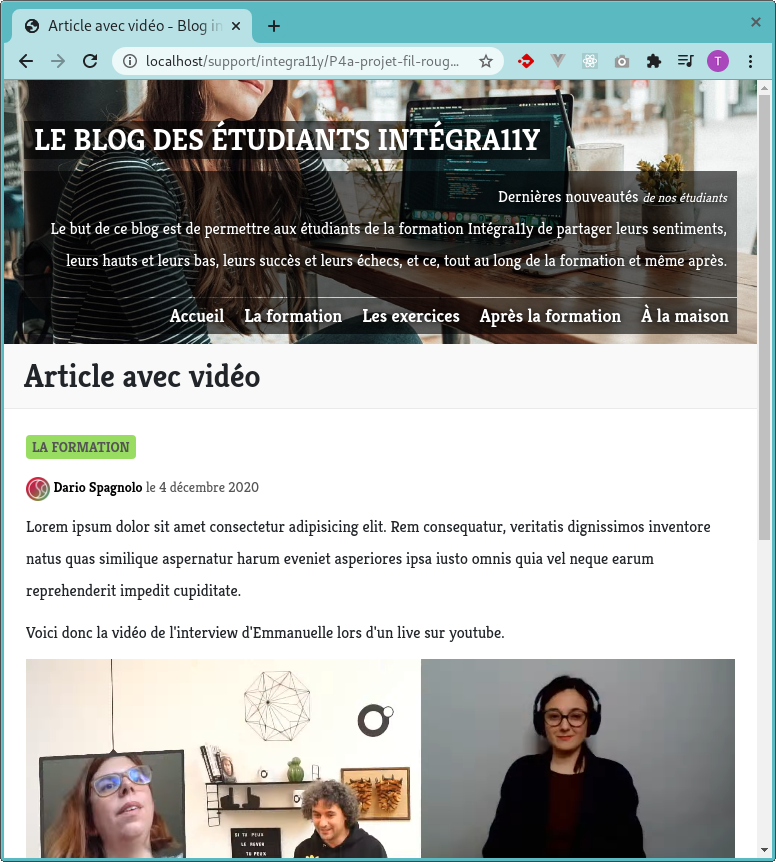 Article avec vidéo - Blog in
localhost/support/integra11y/P4a-projet-fil-roug...
T
LE BLOG DES ÉTUDIANTS INTÉGRA11Y
Dernières nouveautés de nos étudiants
Le but de ce blog est de permettre aux étudiants de la formation Intégra11y de partager leurs sentiments,
leurs hauts et leurs bas, leurs succès et leurs échecs, et ce, tout au long de la formation et même après.
Accueil La formation Les exercices Après la formation À la maison
Article avec vidéo
LA FORMATION
Dario Spagnolo le 4 décembre 2020
Lorem ipsum dolor sit amet consectetur adipisicing elit. Rem consequatur, veritatis dignissimos inventore
natus quas similique aspernatur harum eveniet asperiores ipsa iusto omnis quia vel neque earum
reprehenderit impedit cupiditate.
Voici donc la vidéo de l'interview d'Emmanuelle lors d'un live sur youtube.
SI TU PEUX
LE RÊVER
TU PEUX